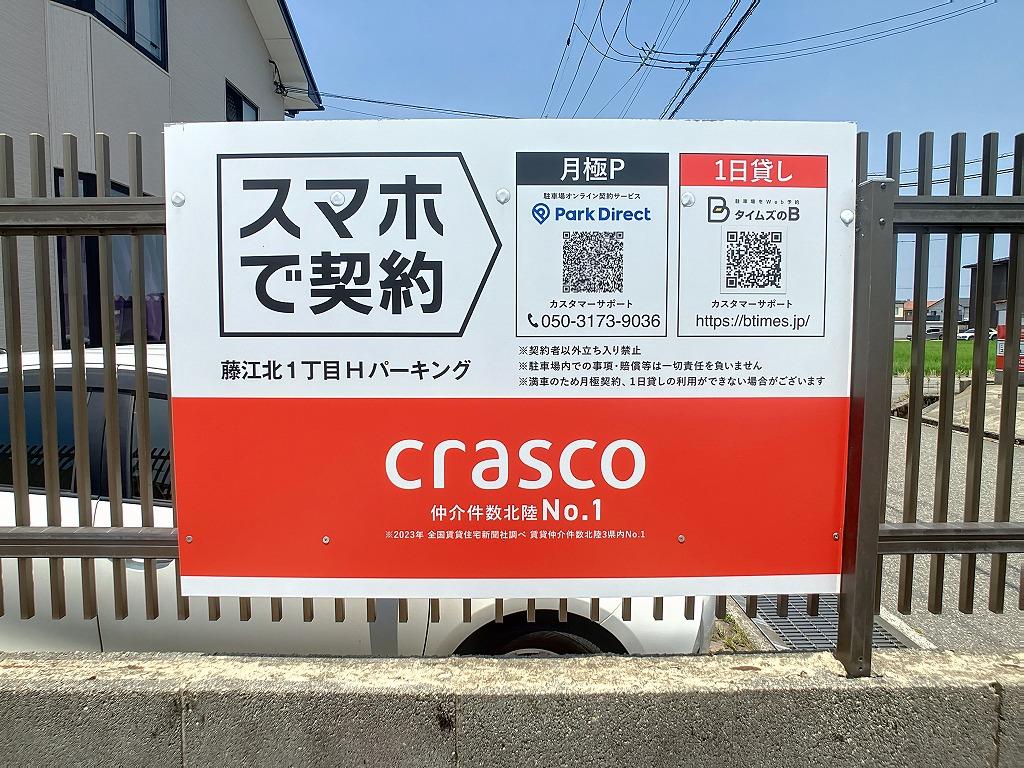 スマホ
で契約
藤江北1丁目Hパーキング
月極P
駐車場オンライン契約サービス
Park Direct
カスタマーサポート
050-3173-9036
1日貸し
駐車場をWeb予約
タイムズのB
カスタマーサポート
https://btimes.jp/
※契約者以外立ち入り禁止
※駐車場内での事項・賠償等は一切責任を負いません
※満車のため月極契約、1日貸しの利用ができない場合がございます
crasco
仲介件数北陸No.1
※2023年 全国賃貸住宅新聞社調べ 賃貸仲介件数北陸3県内No.1